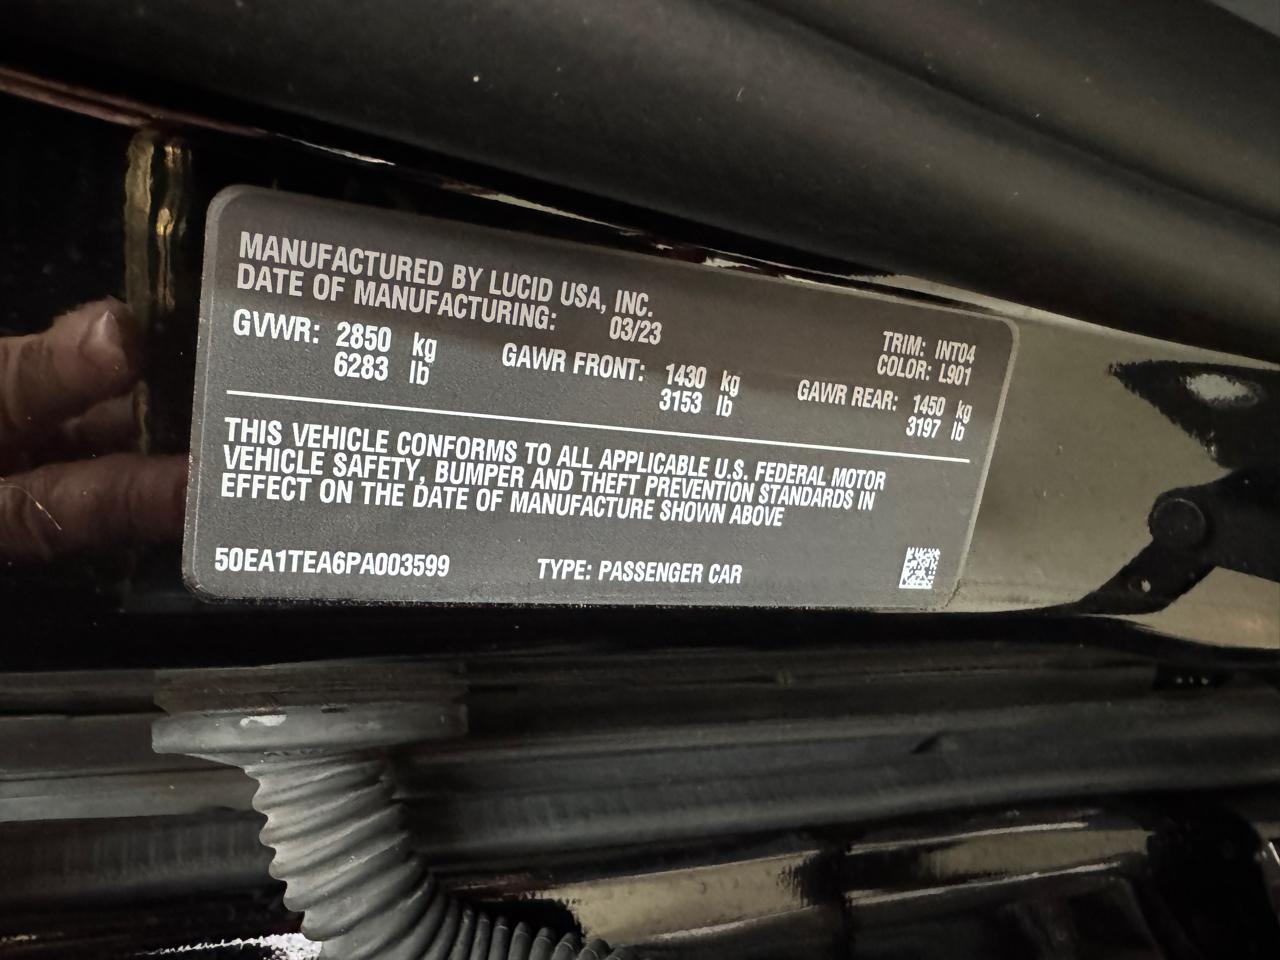 MANUFACTURED BY LUCID USA, INC.
DATE OF MANUFACTURING: 03/23
TRIM: INT04
COLOR: L901
GVWR: 2850 kg
6283 lb
GAWR FRONT: 1430 kg
3153 lb
GAWR REAR: 1450 kg
3197 lb
THIS VEHICLE CONFORMS TO ALL APPLICABLE U.S. FEDERAL MOTOR
VEHICLE SAFETY, BUMPER AND THEFT PREVENTION STANDARDS IN
EFFECT ON THE DATE OF MANUFACTURE SHOWN ABOVE
50EA1TEA6PA003599 TYPE: PASSENGER CAR